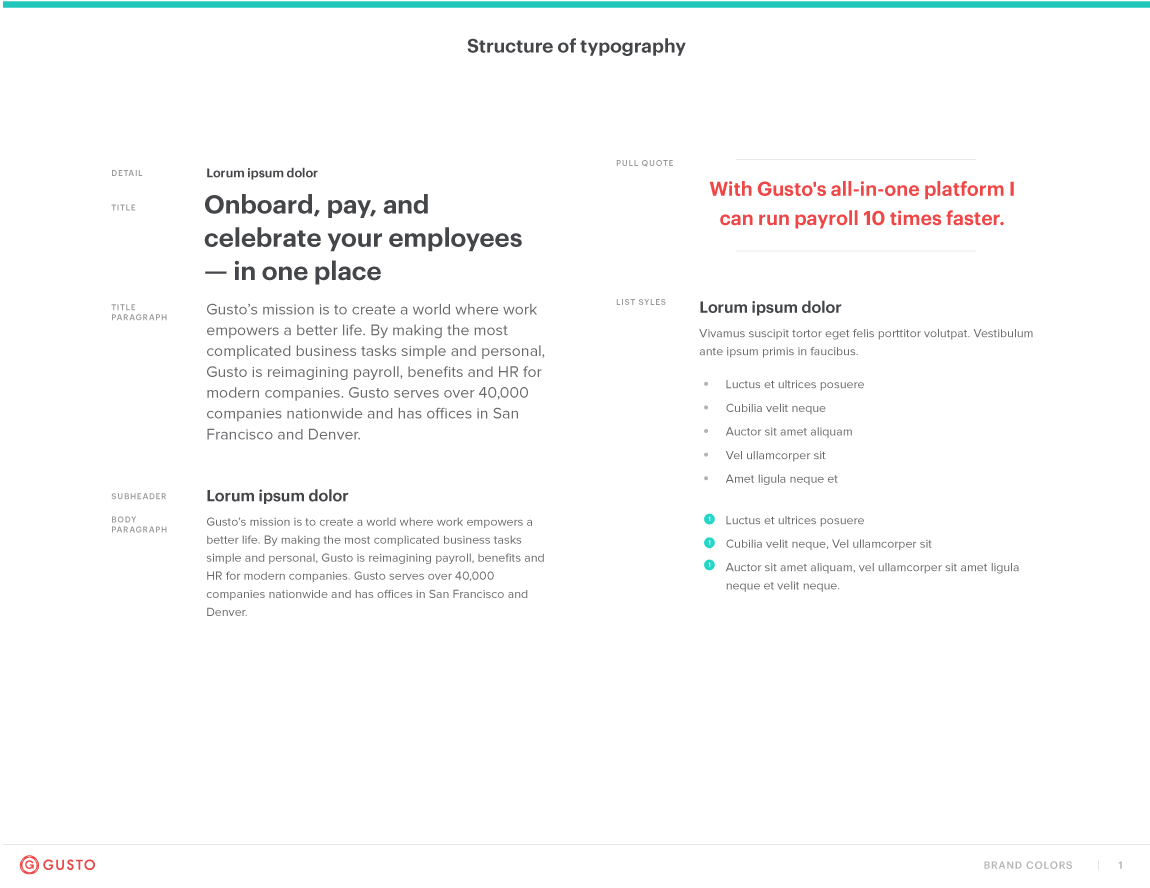 Structure of typography
DETAIL
Lorum ipsum dolor
TITLE
Onboard, pay, and
celebrate your employees
— in one place
TITLE
PARAGRAPH
Gusto’s mission is to create a world where work
empowers a better life. By making the most
complicated business tasks simple and personal,
Gusto is reimagining payroll, benefits and HR for
modern companies. Gusto serves over 40,000
companies nationwide and has offices in San
Francisco and Denver.
SUBHEADER
Lorum ipsum dolor
BODY
PARAGRAPH
Gusto’s mission is to create a world where work empowers a
better life. By making the most complicated business tasks
simple and personal, Gusto is reimagining payroll, benefits and
HR for modern companies. Gusto serves over 40,000
companies nationwide and has offices in San Francisco and
Denver.
PULL QUOTE
With Gusto's all-in-one platform I
can run payroll 10 times faster.
LIST SYLES
Lorum ipsum dolor
Vivamus suscipit tortor eget felis porttitor volutpat. Vestibulum
ante ipsum primis in faucibus.
• Luctus et ultrices posuere
• Cubilia velit neque
• Auctor sit amet aliquam
• Vel ullamcorper sit
• Amet ligula neque et
1 Luctus et ultrices posuere
1 Cubilia velit neque, Vel ullamcorper sit
1 Auctor sit amet aliquam, vel ullamcorper sit amet ligula
neque et velit neque.
G GUSTO
BRAND COLORS | 1